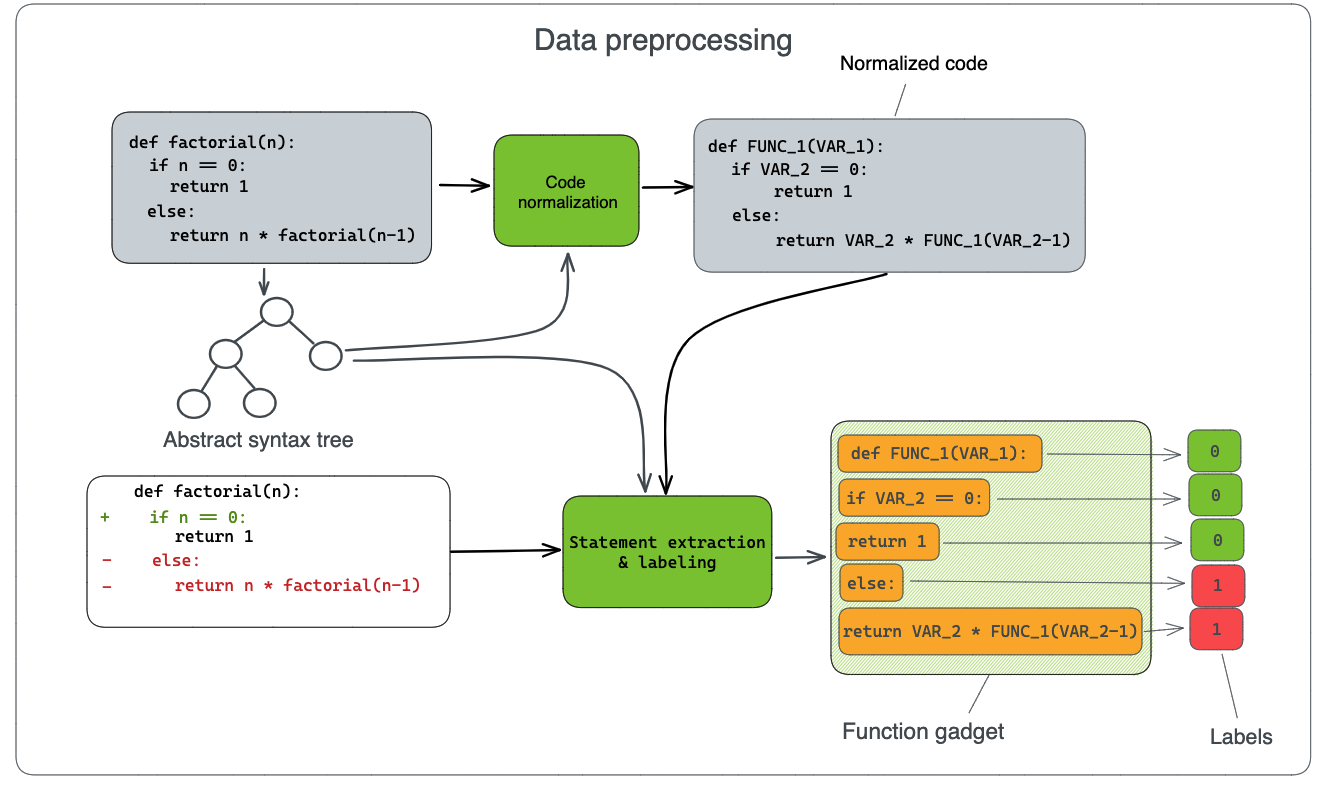 Data preprocessing
Normalized code
def factorial(n):
if n == 0:
return 1
else:
return n * factorial(n-1)
Code
normalization
def FUNC_1(VAR_1):
if VAR_2 == 0:
return 1
else:
return VAR_2 * FUNC_1(VAR_2-1)
Abstract syntax tree
def factorial(n):
+ if n == 0:
return 1
- else:
- return n * factorial(n-1)
Statement extraction
& labeling
def FUNC_1(VAR_1): 0
if VAR_2 == 0: 0
return 1 0
else: 1
return VAR_2 * FUNC_1(VAR_2-1) 1
Function gadget
Labels